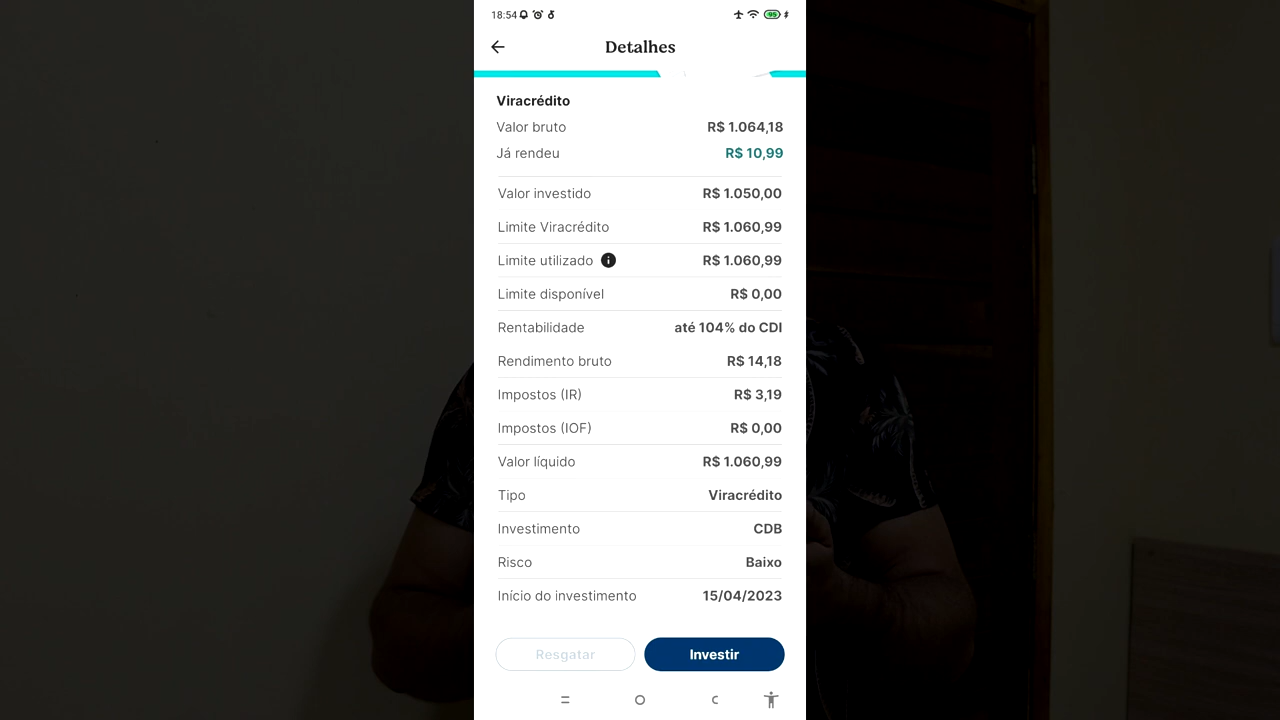 18:54
95
Detalhes
Viracrédito
Valor bruto R$ 1.064,18
Já rendeu R$ 10,99
Valor investido R$ 1.050,00
Limite Viracrédito R$ 1.060,99
Limite utilizado R$ 1.060,99
Limite disponível R$ 0,00
Rentabilidade até 104% do CDI
Rendimento bruto R$ 14,18
Impostos (IR) R$ 3,19
Impostos (IOF) R$ 0,00
Valor líquido R$ 1.060,99
Tipo Viracrédito
Investimento CDB
Risco Baixo
Início do investimento 15/04/2023
Resgatar Investir